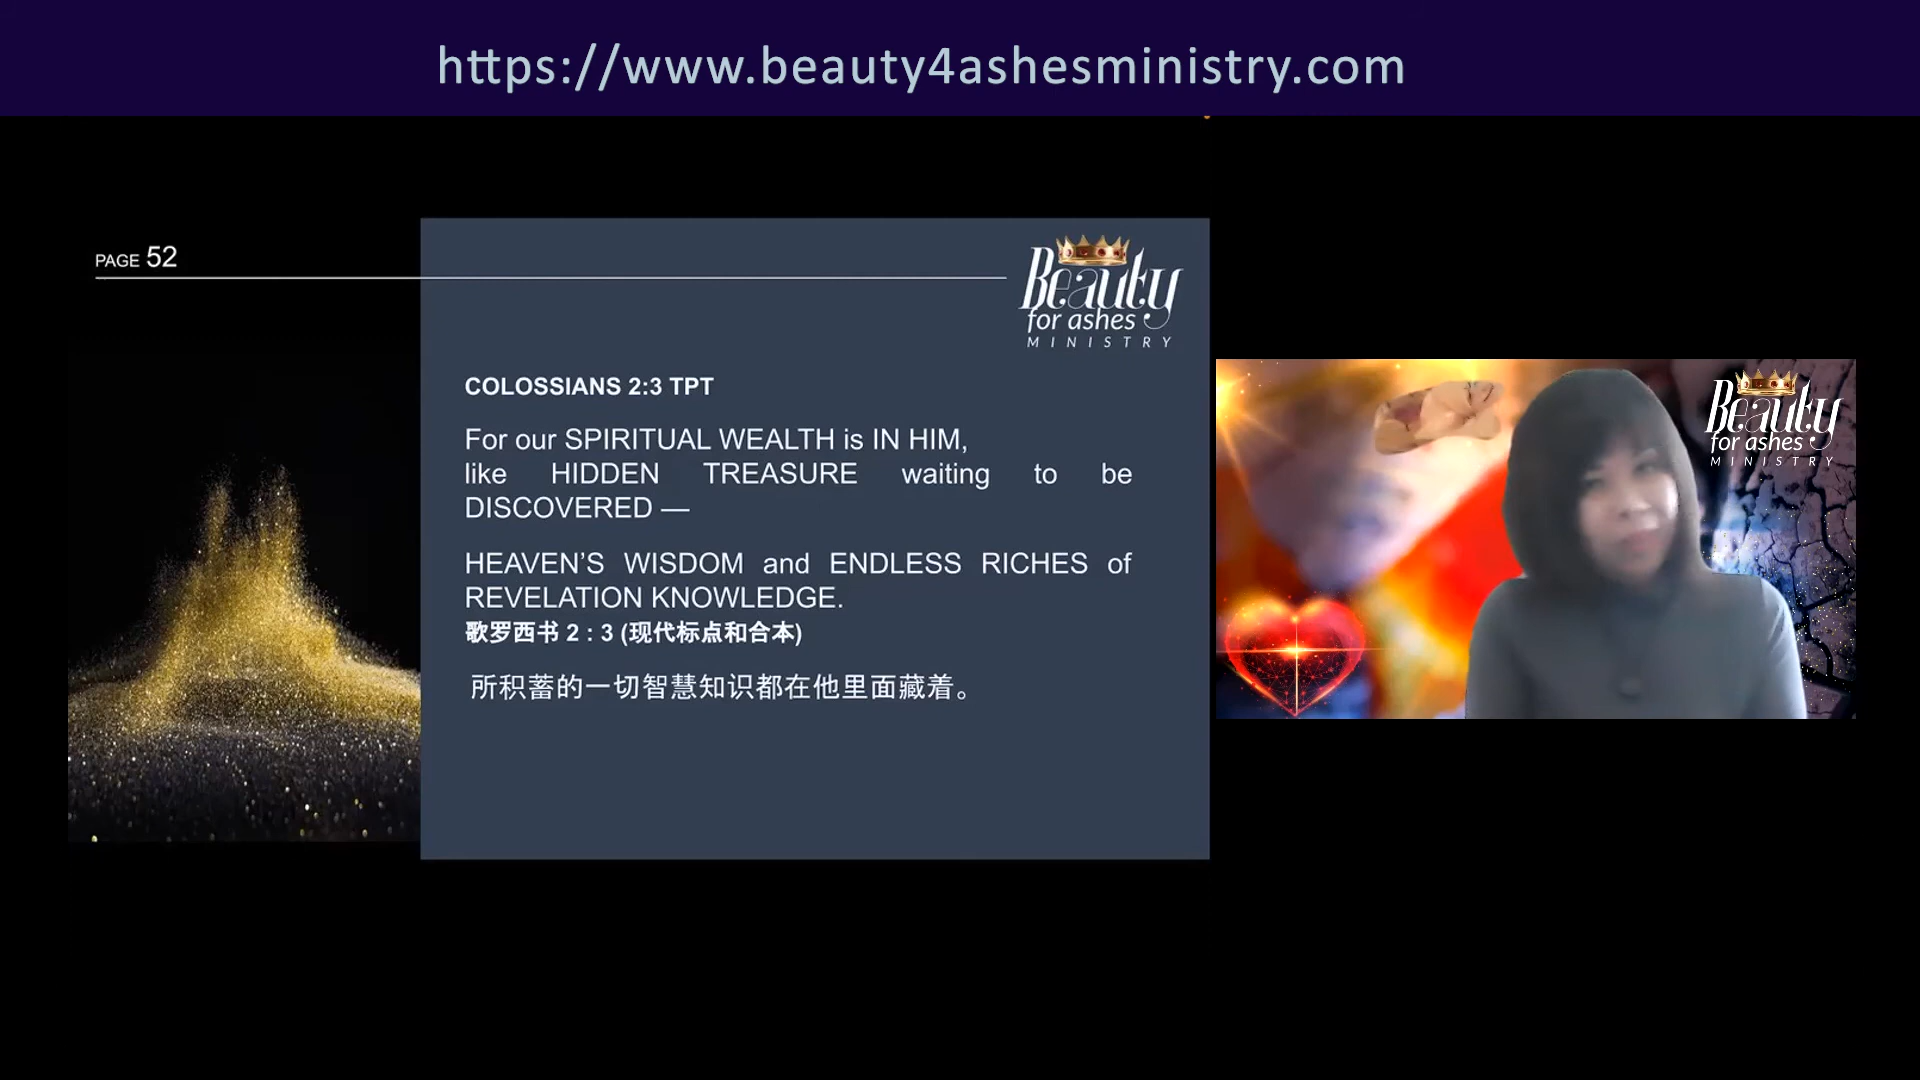 https://www.beauty4ashesministry.com
PAGE 52
Beauty
for ashes
MINISTRY
COLOSSIANS 2:3 TPT
For our SPIRITUAL WEALTH is IN HIM,
like HIDDEN TREASURE waiting to be
DISCOVERED —
HEAVEN’S WISDOM and ENDLESS RICHES of
REVELATION KNOWLEDGE.
歌罗西书 2 : 3 (现代标点和合本)
所积蓄的一切智慧知识都在他里面藏着。
Beauty
for ashes
MINISTRY